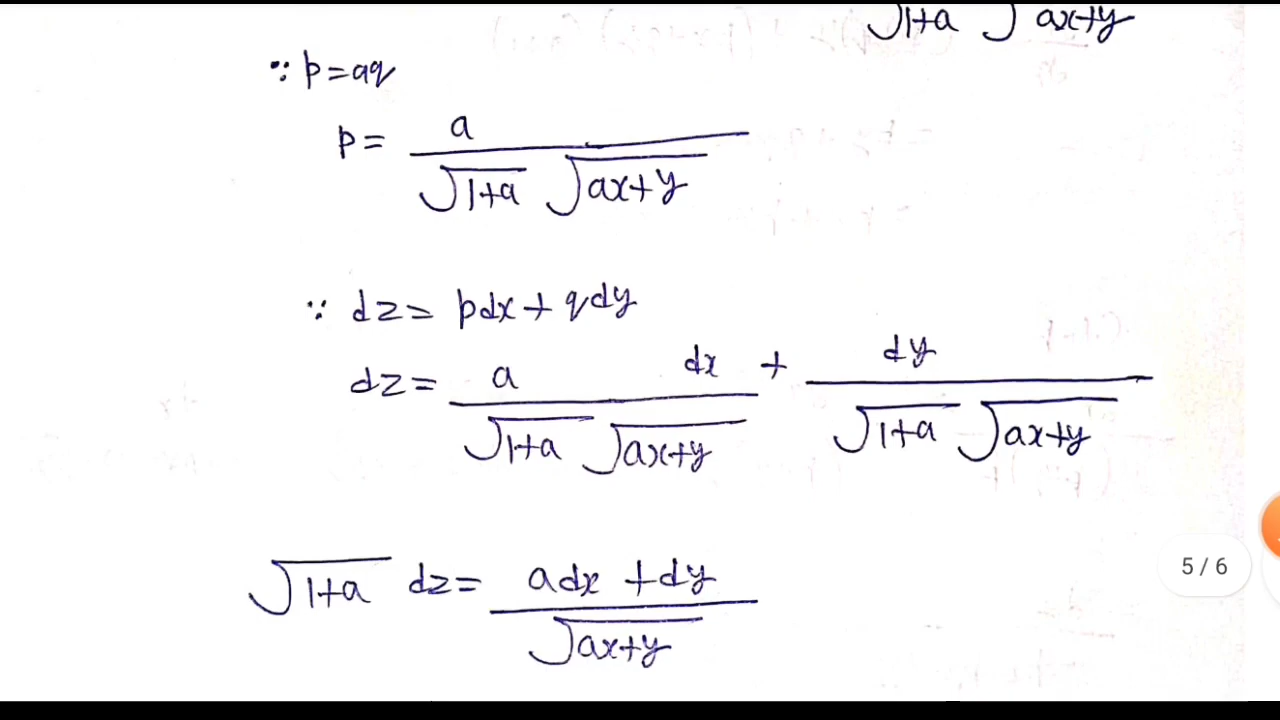 √1+a √ax+y
∵ p=aq
p= a / √1+a √ax+y
∵ dz= pdx+ qdy
dz= a dx / √1+a √ax+y + dy / √1+a √ax+y
√1+a dz= adx +dy / √ax+y
5 / 6